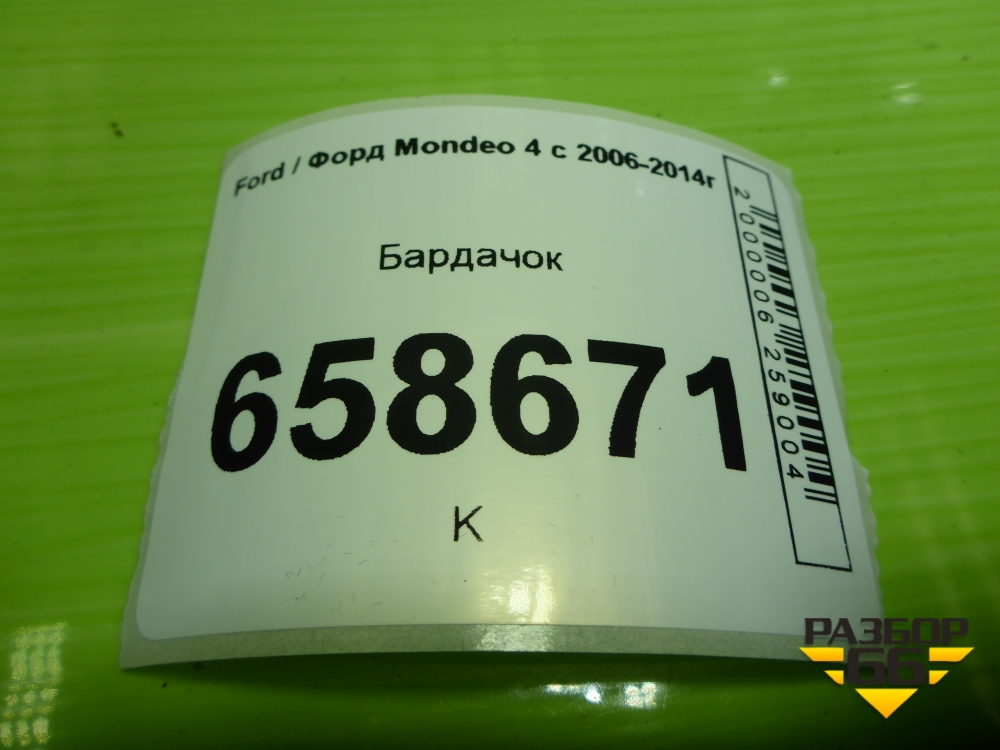 Ford / Форд Mondeo 4 с 2006-2014г
Бардачок
658671
К
2000006259004
РАЗБОР
66